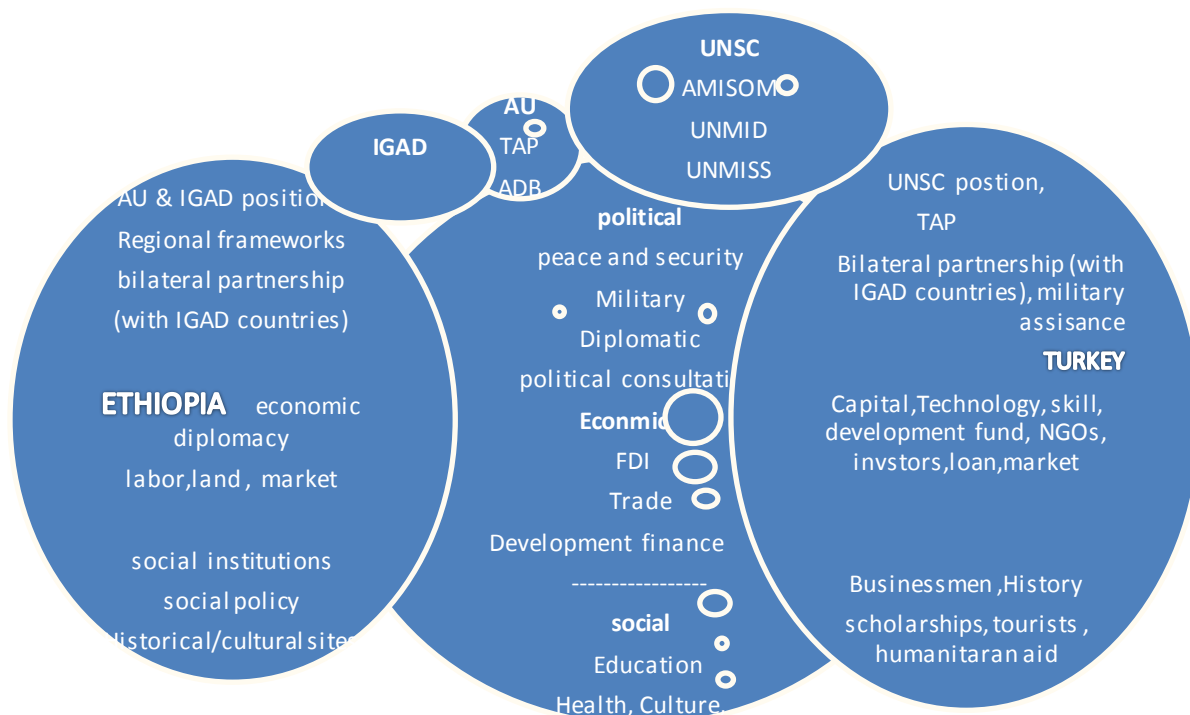 UNSC
AMISOM
UNMID
UNMISS
AU
TAP
ADB
IGAD
AU & IGAD position
Regional frameworks
bilateral partnership
(with IGAD countries)
ETHIOPIA economic
diplomacy
labor,land , market
social institutions
social policy
Historical/cultural sites
political
peace and security
Military
Diplomatic
political consultati
Econmic
FDI
Trade
Development finance
-----------------
social
Education
Health, Culture.
UNSC postion,
TAP
Bilateral partnership (with
IGAD countries), military
assisance
TURKEY
Capital ,Technology, skill,
development fund, NGOs,
invstors,loan,market
Businessmen ,History
scholarships, tourists ,
humanitaran aid